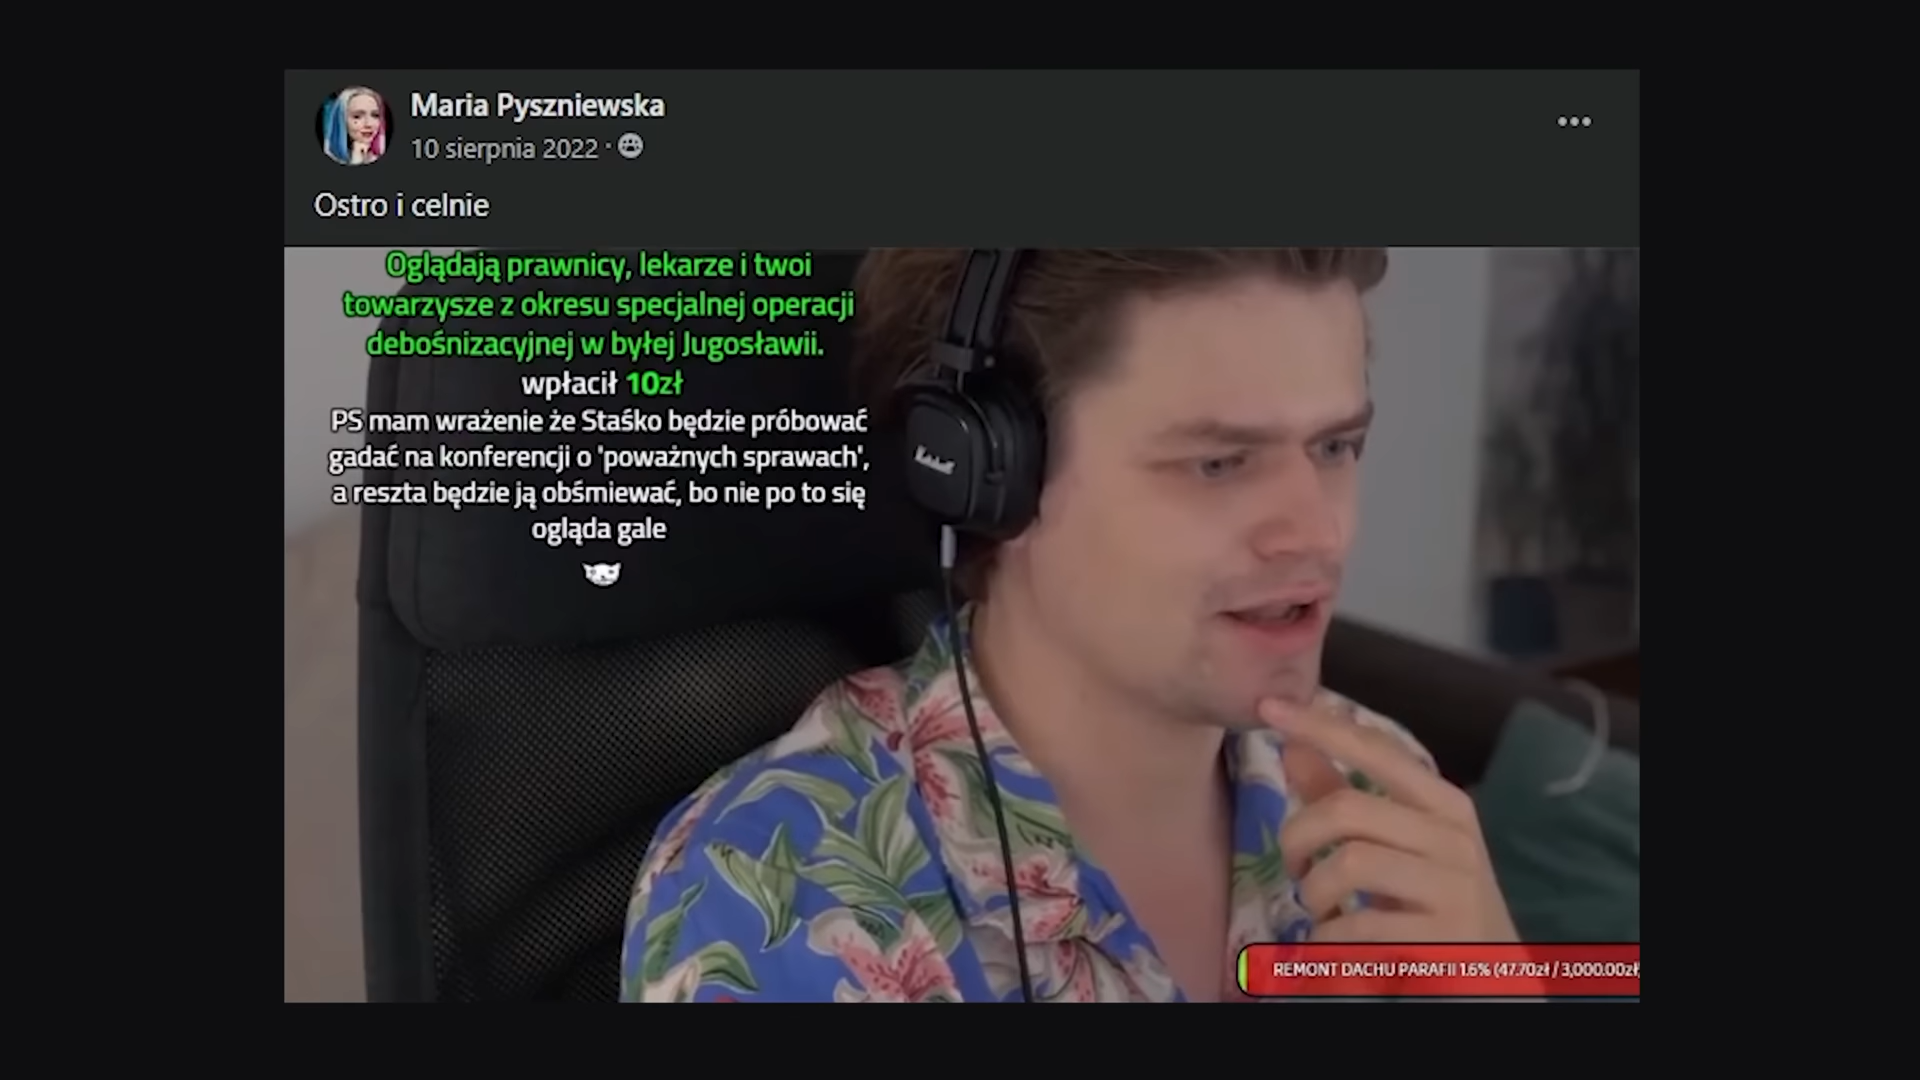 Maria Pyszniewska
10 sierpnia 2022 ·
Ostro i celnie
Oglądają prawnicy, lekarze i twoi
towarzysze z okresu specjalnej operacji
debośnizacyjnej w byłej Jugosławii.
wpłacił 10zł
PS mam wrażenie że Staśko będzie próbować
gadać na konferencji o 'poważnych sprawach',
a reszta będzie ją obśmiewać, bo nie po to się
ogląda gale
Marshall
REMONT DACHU PARAFII 1.6% (47.70zł / 3,000.00zł